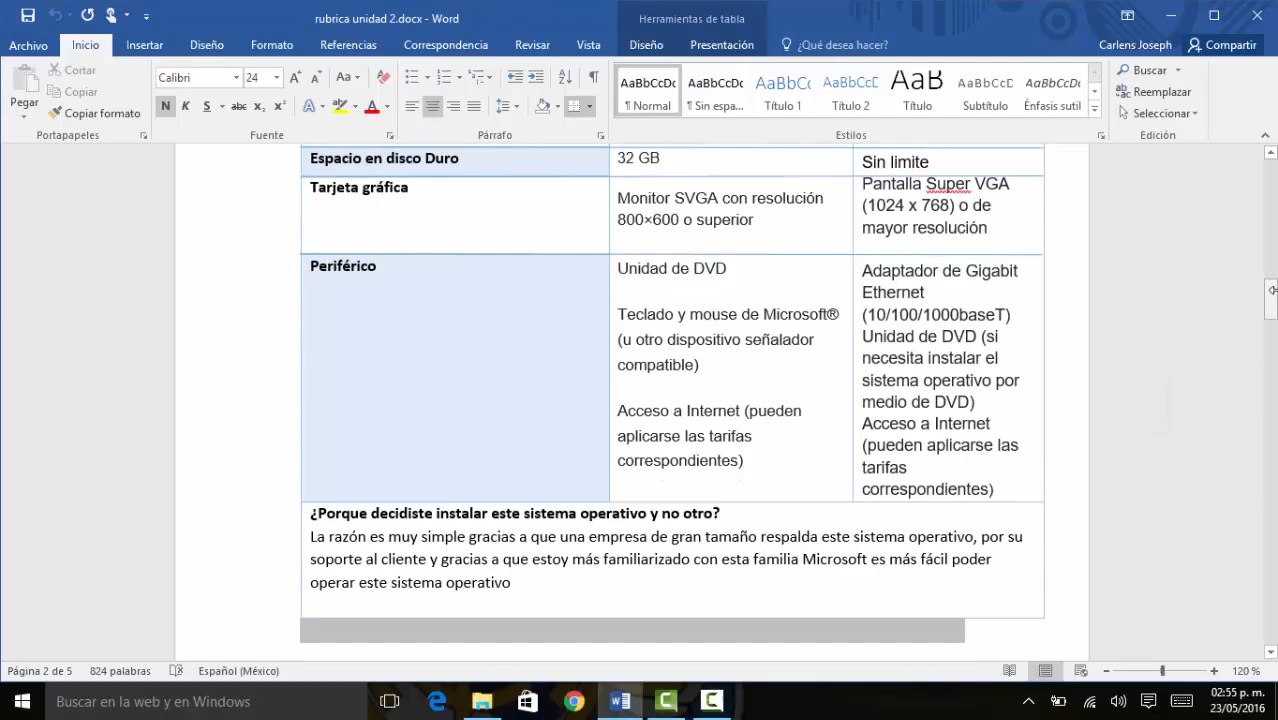 rubrica unidad 2.docx - Word
Herramientas de tabla
Archivo Inicio Insertar Diseño Formato Referencias Correspondencia Revisar Vista Diseño Presentación ¿Qué desea hacer? Carlens Joseph Compartir
Pegar
Cortar
Copiar
Copiar formato
Portapapeles
Calibri 24
Aa
N K S abc x₂ x² A A
Fuente
Párrafo
AaBbCcDc AaBbCcDc AaBbCcD AaBbCcD AaB AaBbCcD AaBbCcDc
¶ Normal ¶ Sin espa... Título 1 Título 2 Título Subtítulo Énfasis sutil
Estilos
Buscar
Reemplazar
Seleccionar
Edición
Espacio en disco Duro
32 GB
Sin limite
Tarjeta gráfica
Monitor SVGA con resolución
800×600 o superior
Pantalla Super VGA
(1024 x 768) o de
mayor resolución
Periférico
Unidad de DVD
Teclado y mouse de Microsoft®
(u otro dispositivo señalador
compatible)
Acceso a Internet (pueden
aplicarse las tarifas
correspondientes)
Adaptador de Gigabit
Ethernet
(10/100/1000baseT)
Unidad de DVD (si
necesita instalar el
sistema operativo por
medio de DVD)
Acceso a Internet
(pueden aplicarse las
tarifas
correspondientes)
¿Porque decidiste instalar este sistema operativo y no otro?
La razón es muy simple gracias a que una empresa de gran tamaño respalda este sistema operativo, por su
soporte al cliente y gracias a que estoy más familiarizado con esta familia Microsoft es más fácil poder
operar este sistema operativo
Página 2 de 5 824 palabras Español (México) 120 %
Buscar en la web y en Windows
02:55 p. m.
23/05/2016